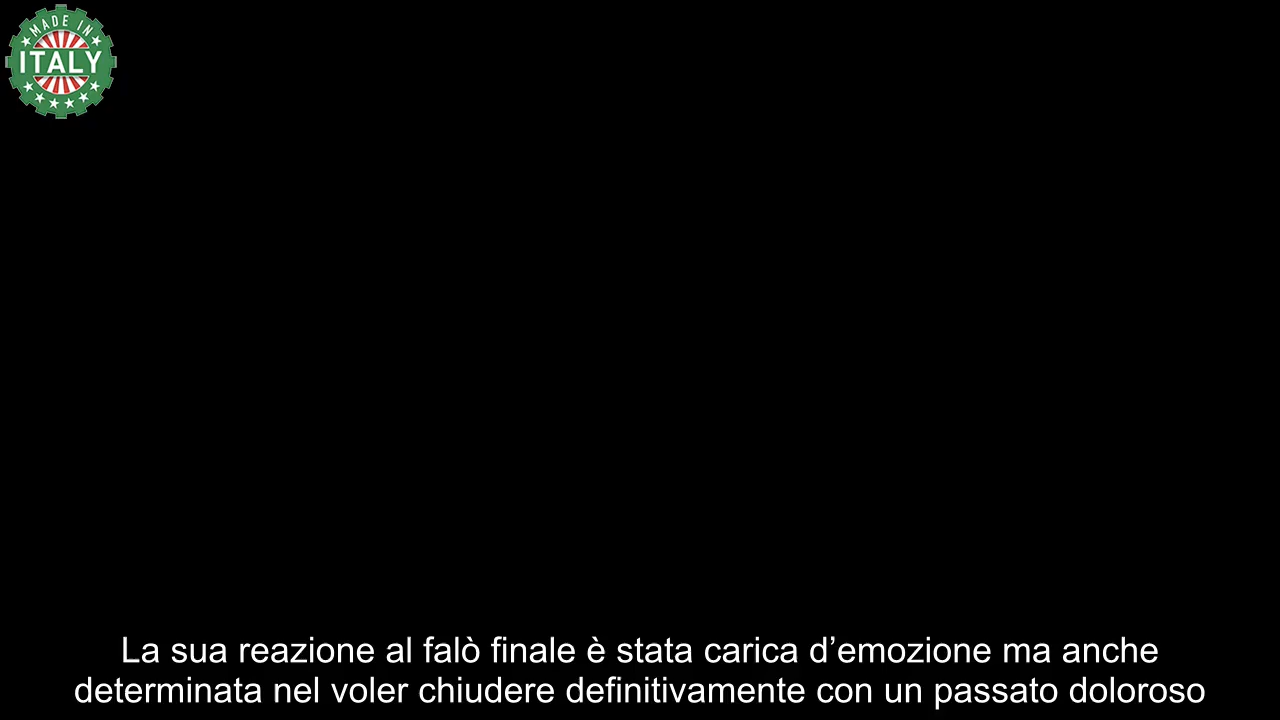 MADE IN
ITALY
La sua reazione al falò finale è stata carica d’emozione ma anche
determinata nel voler chiudere definitivamente con un passato doloroso